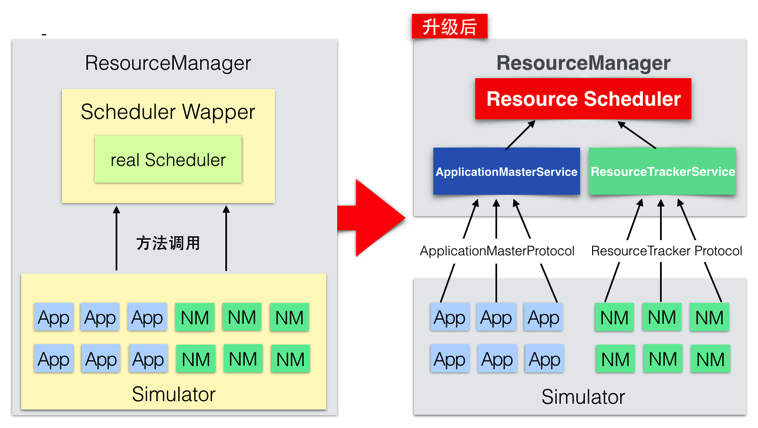 ResourceManager
Scheduler Wapper
real Scheduler
方法调用
App App App NM NM NM
App App App NM NM NM
Simulator
升级后
ResourceManager
Resource Scheduler
ApplicationMasterService
ResourceTrackerService
ApplicationMasterProtocol
ResourceTracker Protocol
App App App NM NM NM
App App App NM NM NM
Simulator